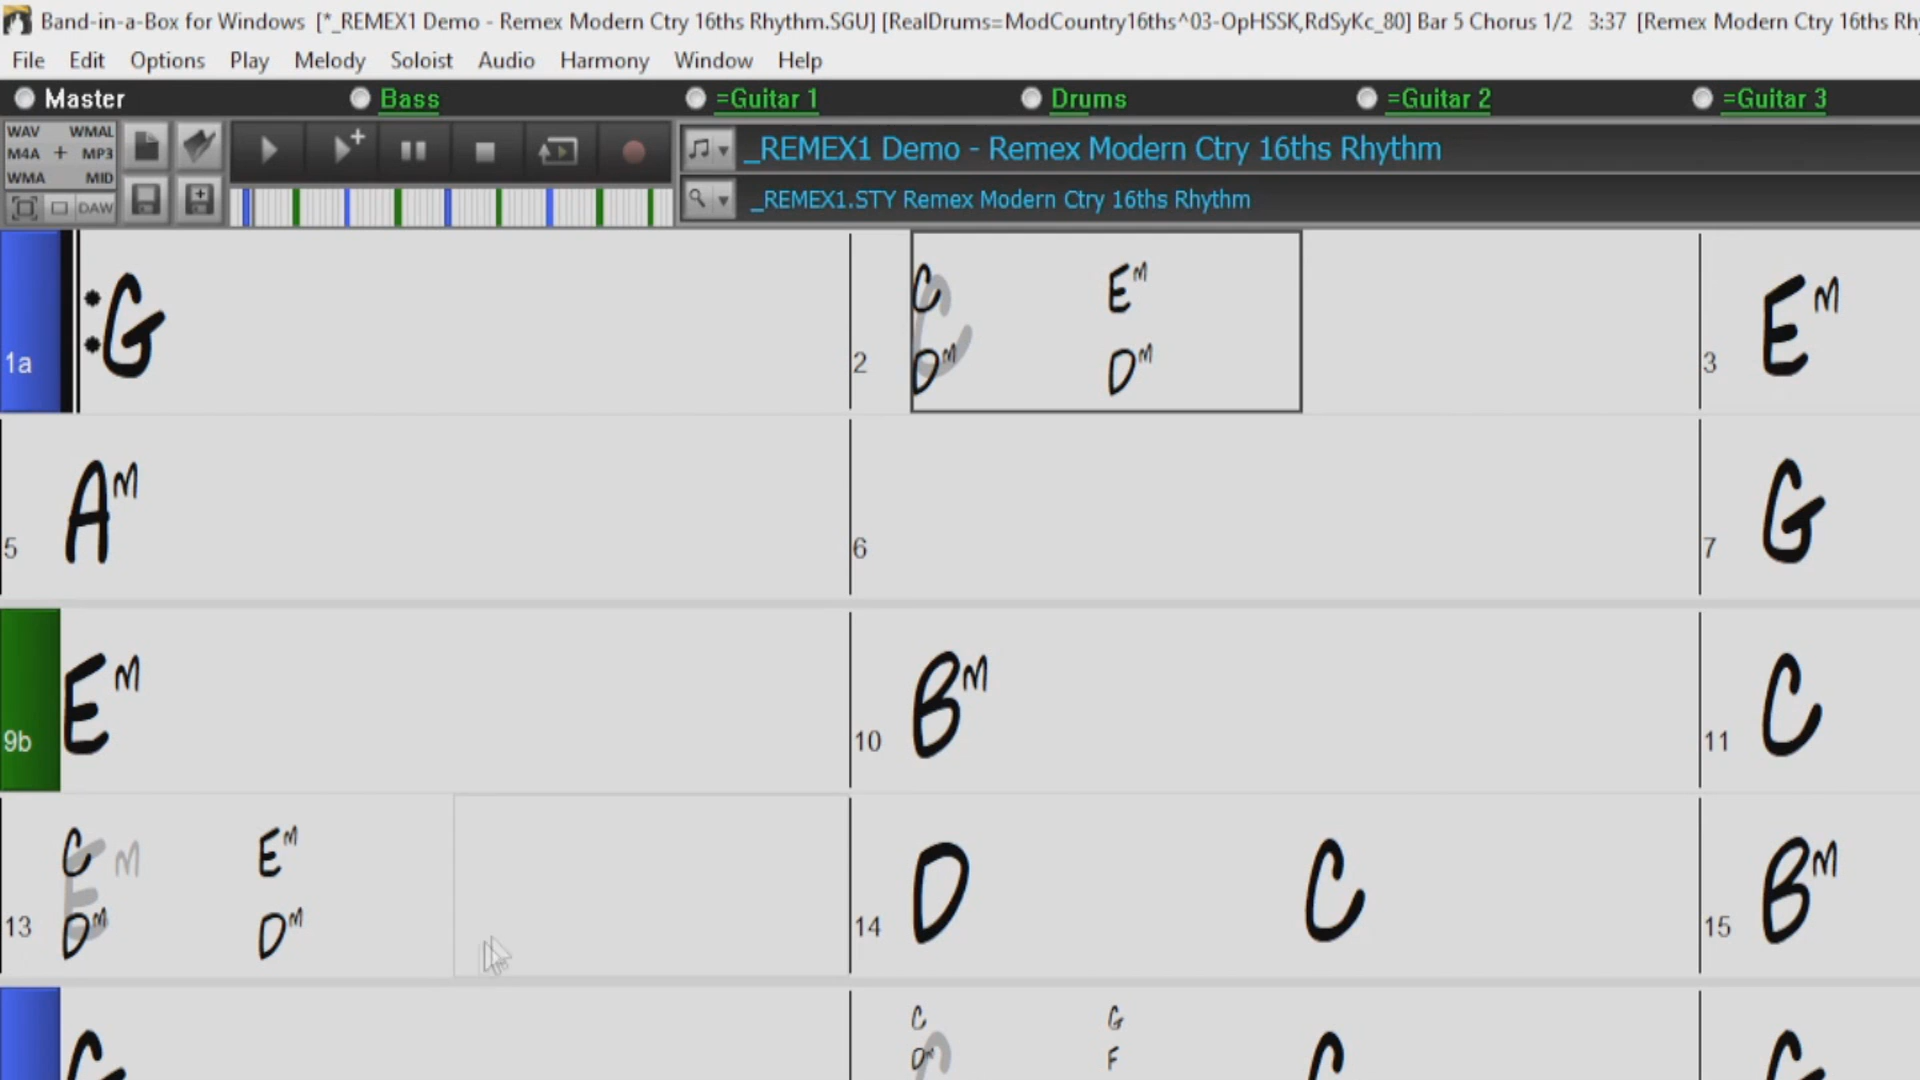 Band-in-a-Box for Windows [*_REMEX1 Demo - Remex Modern Ctry 16ths Rhythm.SGU] [RealDrums=ModCountry16ths^03-OpHSSK,RdSyKc_80] Bar 5 Chorus 1/2 3:37 [Remex Modern Ctry 16ths Rhy
File Edit Options Play Melody Soloist Audio Harmony Window Help
Master Bass =Guitar 1 Drums =Guitar 2 =Guitar 3
WAV WMAL
M4A + MP3
WMA MID
DAW
_REMEX1 Demo - Remex Modern Ctry 16ths Rhythm
_REMEX1.STY Remex Modern Ctry 16ths Rhythm
1a G 2 C C Em Dm Dm 3 Em
5 Am 6 7 G
9b Em 10 Bm 11 C
13 Em C Em Dm Dm 14 D C 15 Bm
G C C G Dm F C G